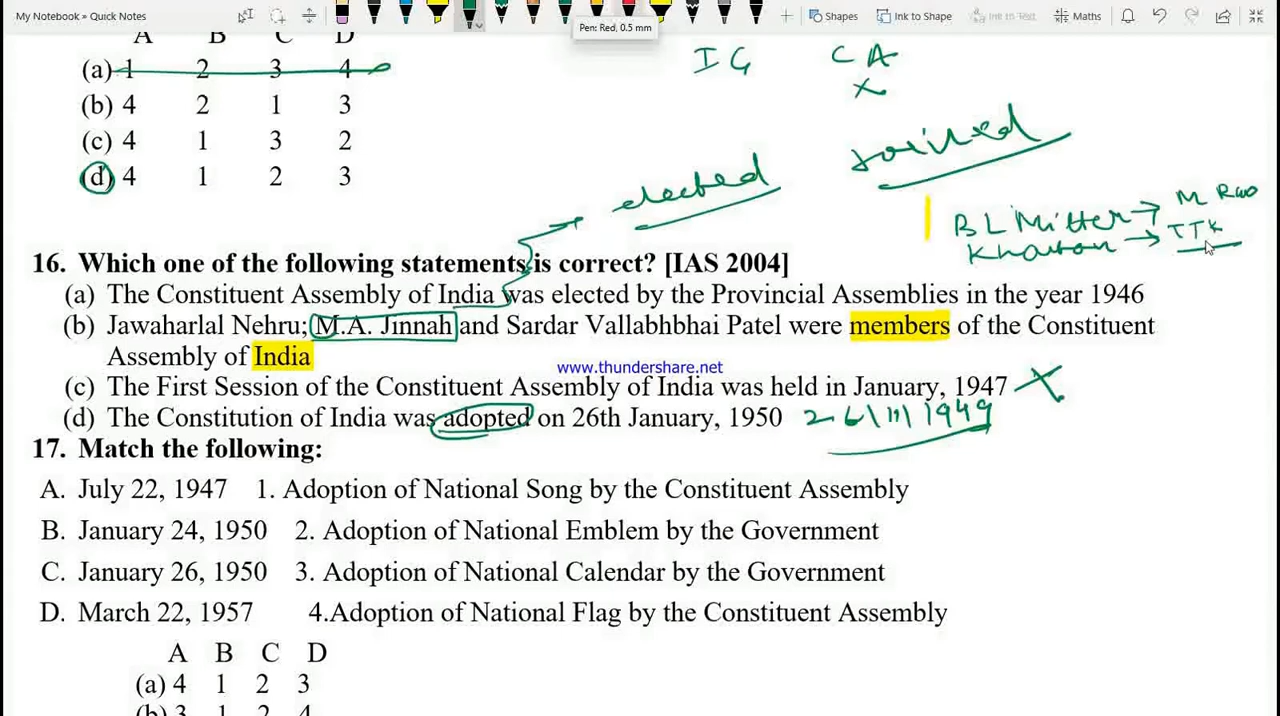 My Notebook » Quick Notes
Shapes Ink to Shape Ink to Text Maths
Pen: Red, 0.5 mm
A B C D
(a) 1 2 3 4
(b) 4 2 1 3
(c) 4 1 3 2
(d) 4 1 2 3
I G C A
elected
B L Mitter → M Rao
Khaitan → TTK
16. Which one of the following statements is correct? [IAS 2004]
(a) The Constituent Assembly of India was elected by the Provincial Assemblies in the year 1946
(b) Jawaharlal Nehru; M.A. Jinnah and Sardar Vallabhbhai Patel were members of the Constituent
Assembly of India
www.thundershare.net
(c) The First Session of the Constituent Assembly of India was held in January, 1947
(d) The Constitution of India was adopted on 26th January, 1950 26/11/1949
17. Match the following:
A. July 22, 1947 1. Adoption of National Song by the Constituent Assembly
B. January 24, 1950 2. Adoption of National Emblem by the Government
C. January 26, 1950 3. Adoption of National Calendar by the Government
D. March 22, 1957 4.Adoption of National Flag by the Constituent Assembly
A B C D
(a) 4 1 2 3
(b) 3 1 2 4